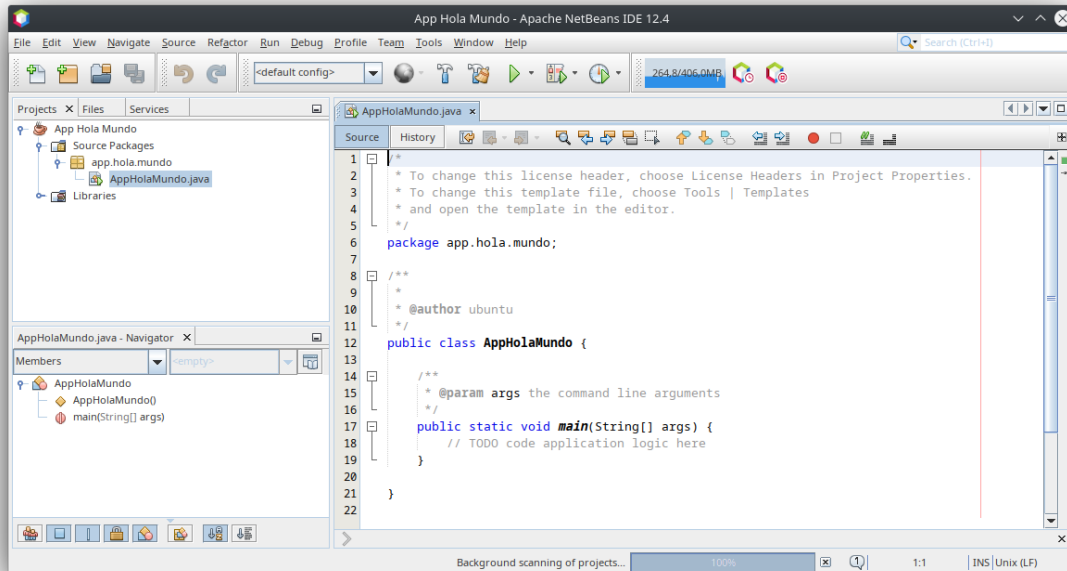 App Hola Mundo - Apache NetBeans IDE 12.4
File Edit View Navigate Source Refactor Run Debug Profile Team Tools Window Help
Search (Ctrl+I)
<default config>
264,8/406,0MB
Projects Files Services
App Hola Mundo
Source Packages
app.hola.mundo
AppHolaMundo.java
Libraries
AppHolaMundo.java - Navigator
Members
<empty>
AppHolaMundo
AppHolaMundo()
main(String[] args)
AppHolaMundo.java
Source History
1 /*
2 * To change this license header, choose License Headers in Project Properties.
3 * To change this template file, choose Tools | Templates
4 * and open the template in the editor.
5 */
6 package app.hola.mundo;
7
8 /**
9 *
10 * @author ubuntu
11 */
12 public class AppHolaMundo {
13
14 /**
15 * @param args the command line arguments
16 */
17 public static void main(String[] args) {
18 // TODO code application logic here
19 }
20
21 }
22
Background scanning of projects... 100% 1 1:1 INS Unix (LF)